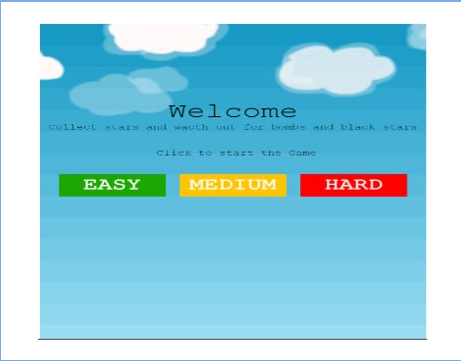 Welcome
Collect stars and wacth out for bombs and black stars
Click to start the Game
EASY MEDIUM HARD